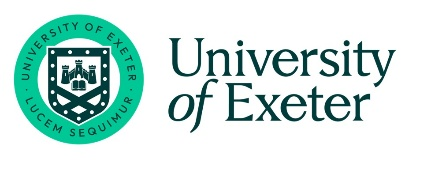 UNIVERSITY OF EXETER
LUCEM SEQUIMUR
University
of Exeter